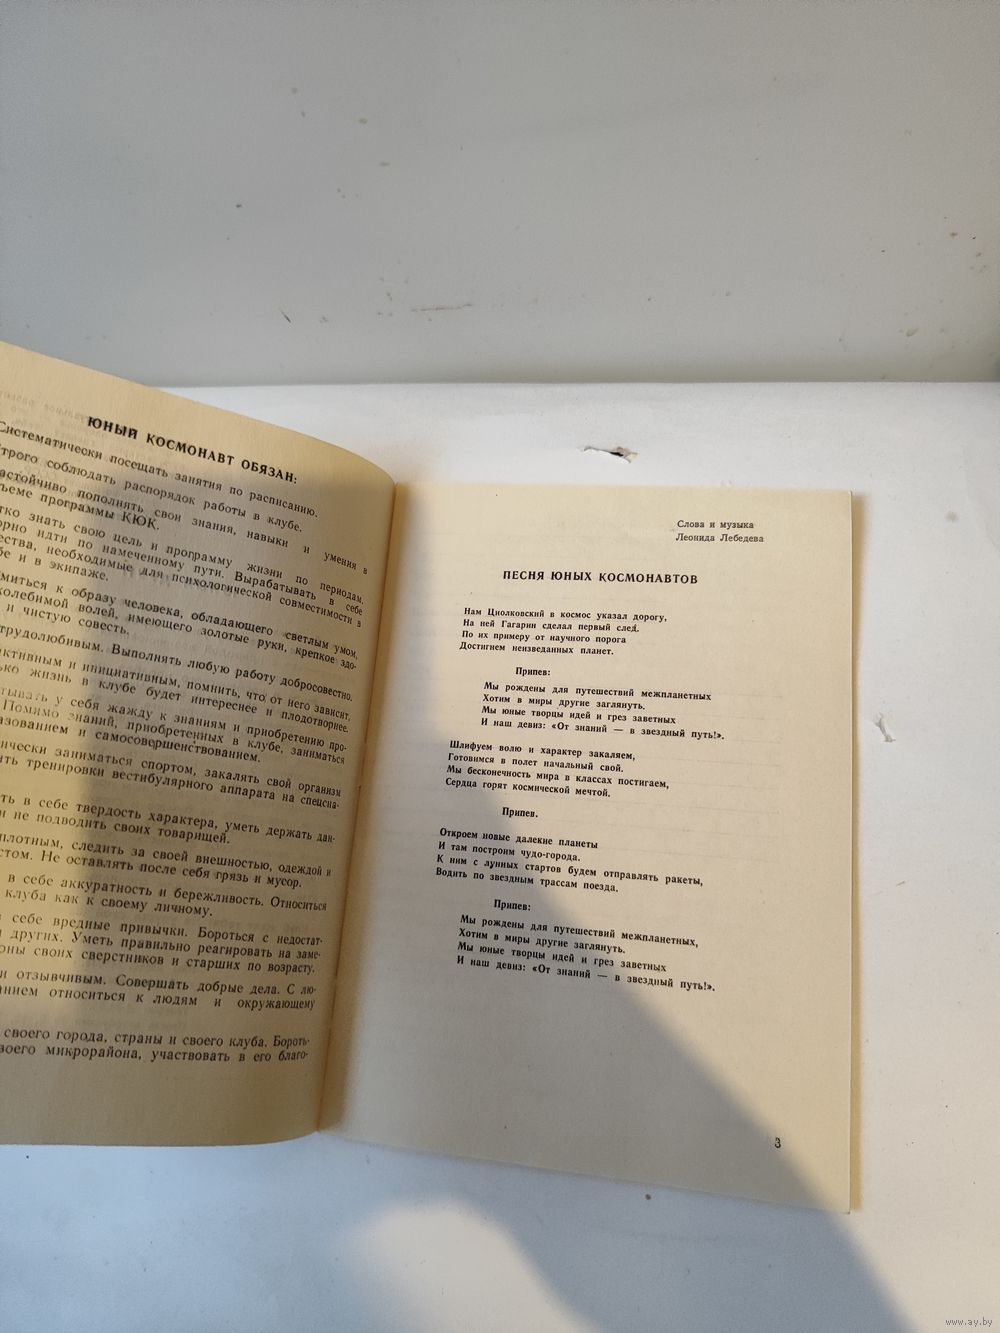 ЮНЫЙ КОСМОНАВТ ОБЯЗАН:
Систематически посещать занятия по расписанию.
Строго соблюдать распорядок работы в клубе.
пополнять свои знания, навыки и умения в
программы КЮК.
знать свою цель и программу жизни по периодам,
идти по намеченному пути. Вырабатывать в себе
необходимые для психологической совместимости в
и в экипаже.
к образу человека, обладающего светлым умом,
волей, имеющего золотые руки, крепкое здо-
и чистую совесть.
трудолюбивым. Выполнять любую работу добросовестно.
активным и инициативным, помнить, что от него зависит,
жизнь в клубе будет интереснее и плодотворнее.
у себя жажду к знаниям и приобретению про-
Помимо знаний, приобретенных в клубе, заниматься
и самосовершенствованием.
заниматься спортом, закалять свой организм
тренировки вестибулярного аппарата на спецсна-
в себе твердость характера, уметь держать дан-
и не подводить своих товарищей.
следить за своей внешностью, одеждой и
Не оставлять после себя грязь и мусор.
в себе аккуратность и бережливость. Относиться
клуба как к своему личному.
себе вредные привычки. Бороться с недостат-
других. Уметь правильно реагировать на заме-
своих сверстников и старших по возрасту.
и отзывчивым. Совершать добрые дела. С лю-
относиться к людям и окружающему
своего города, страны и своего клуба. Бороть-
своего микрорайона, участвовать в его благо-
Слова и музыка
Леонида Лебедева
ПЕСНЯ ЮНЫХ КОСМОНАВТОВ
Нам Циолковский в космос указал дорогу,
На ней Гагарин сделал первый след.
По их примеру от научного порога
Достигнем неизведанных планет.
Припев:
Мы рождены для путешествий межпланетных
Хотим в миры другие заглянуть.
Мы юные творцы идей и грез заветных
И наш девиз: «От знаний — в звездный путь!».
Шлифуем волю и характер закаляем,
Готовимся в полет начальный свой.
Мы бесконечность мира в классах постигаем,
Сердца горят космической мечтой.
Припев.
Откроем новые далекие планеты
И там построим чудо-города.
К ним с лунных стартов будем отправлять ракеты,
Водить по звездным трассам поезда.
Припев:
Мы рождены для путешествий межпланетных,
Хотим в миры другие заглянуть.
Мы юные творцы идей и грез заветных
И наш девиз: «От знаний — в звездный путь!».
3
www.ay.by